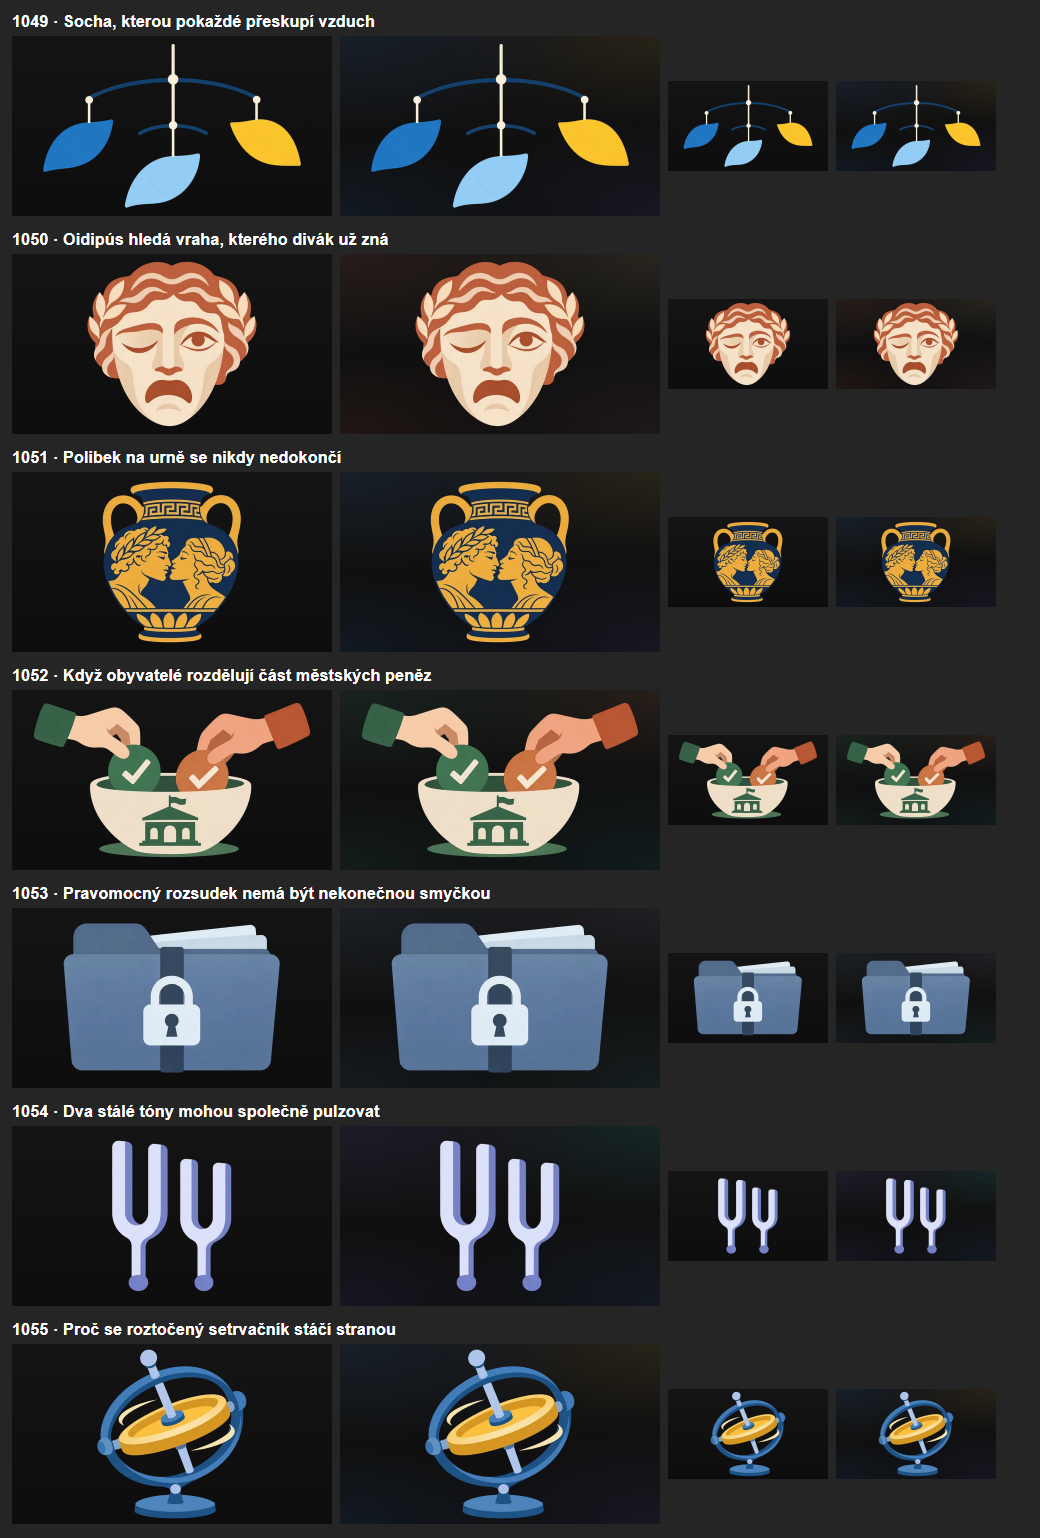 1049 · Socha, kterou pokaždé přeskupí vzduch
1050 · Oidipús hledá vraha, kterého divák už zná
1051 · Polibek na urně se nikdy nedokončí
1052 · Když obyvatelé rozdělují část městských peněz
1053 · Pravomocný rozsudek nemá být nekonečnou smyčkou
1054 · Dva stálé tóny mohou společně pulzovat
1055 · Proč se roztočený setrvačník stáčí stranou